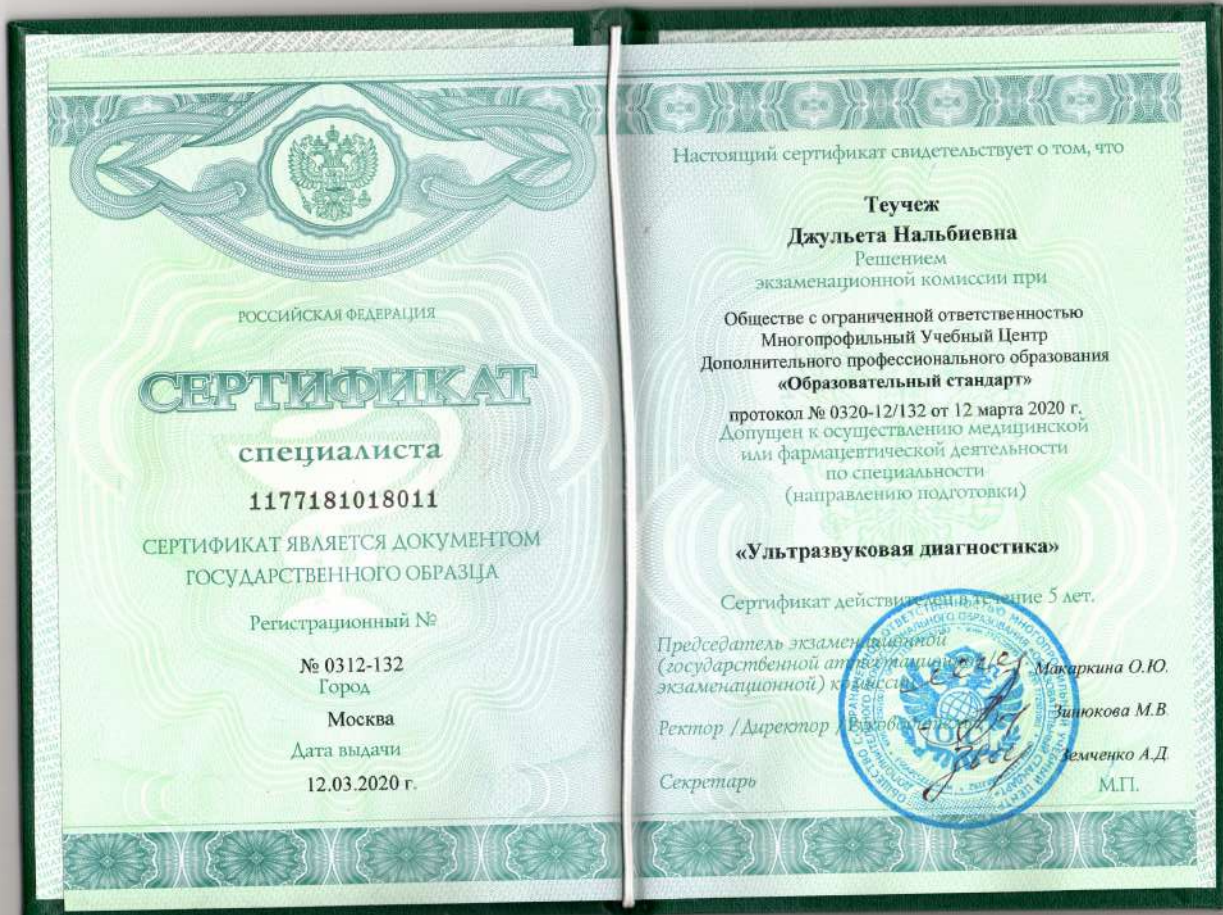 РОССИЙСКАЯ ФЕДЕРАЦИЯ
СЕРТИФИКАТ
специалиста
1177181018011
СЕРТИФИКАТ ЯВЛЯЕТСЯ ДОКУМЕНТОМ
ГОСУДАРСТВЕННОГО ОБРАЗЦА
Регистрационный №
№ 0312-132
Город
Москва
Дата выдачи
12.03.2020 г.
Настоящий сертификат свидетельствует о том, что
Теучеж
Джульета Нальбиевна
Решением
экзаменационной комиссии при
Обществе с ограниченной ответственностью
Многопрофильный Учебный Центр
Дополнительного профессионального образования
«Образовательный стандарт»
протокол № 0320-12/132 от 12 марта 2020 г.
Допущен к осуществлению медицинской
или фармацевтической деятельности
по специальности
(направлению подготовки)
«Ультразвуковая диагностика»
Сертификат действителен в течение 5 лет.
Председатель экзаменационной
(государственной аттестационной
экзаменационной) комиссии
Макаркина О.Ю.
Ректор / Директор / Руководитель
Зинюкова М.В.
Земченко А.Д.
Секретарь
М.П.